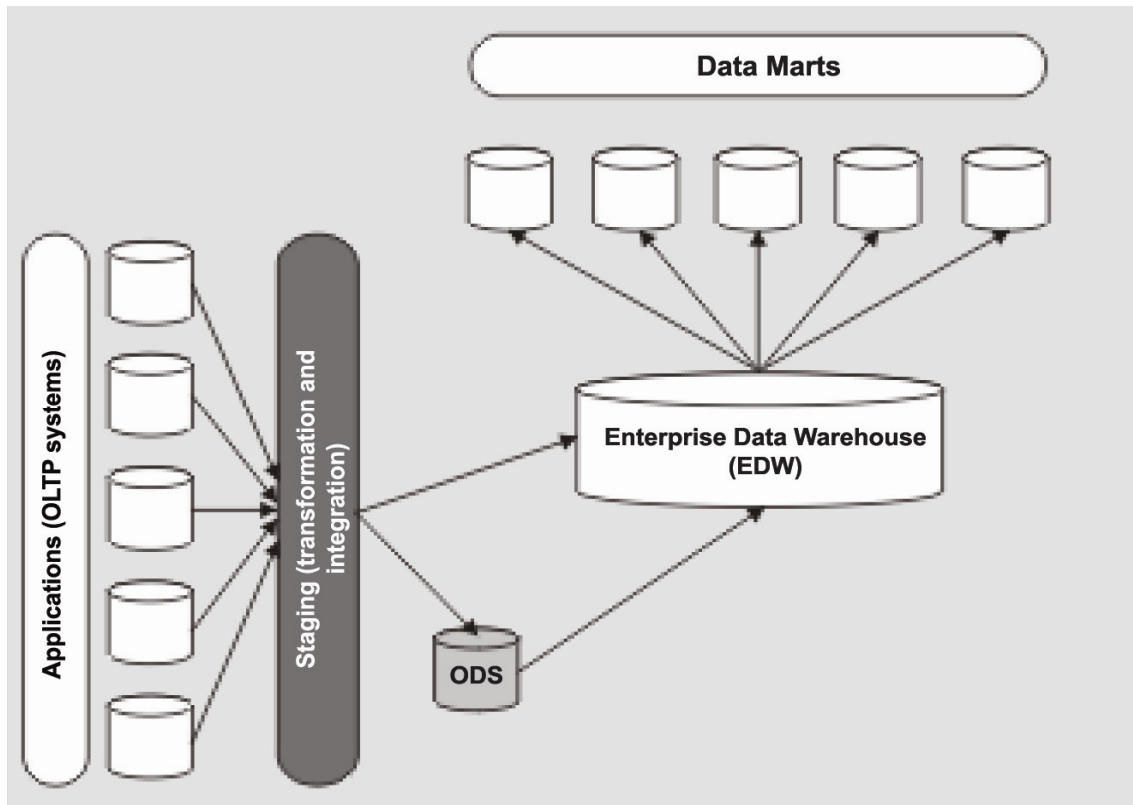 Data Marts
Applications (OLTP systems)
Staging (transformation and
integration)
Enterprise Data Warehouse
(EDW)
ODS